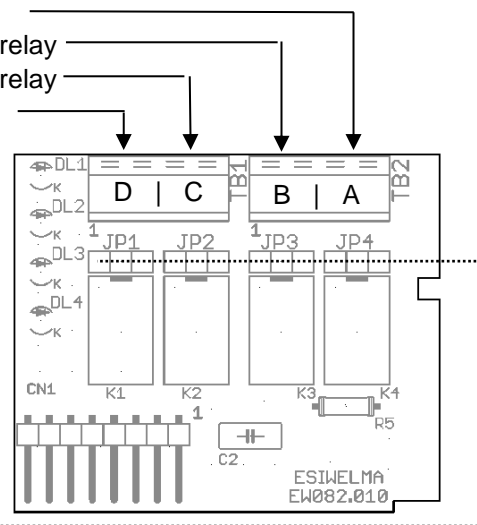 relay
relay
DL1
K
DL2
K
DL3
K
DL4
K
D | C
TB1
B | A
TB2
1
1
JP1 JP2 JP3 JP4
K1 K2 K3 K4
CN1
1
R5
C2
ESIWELMA
EW082.010